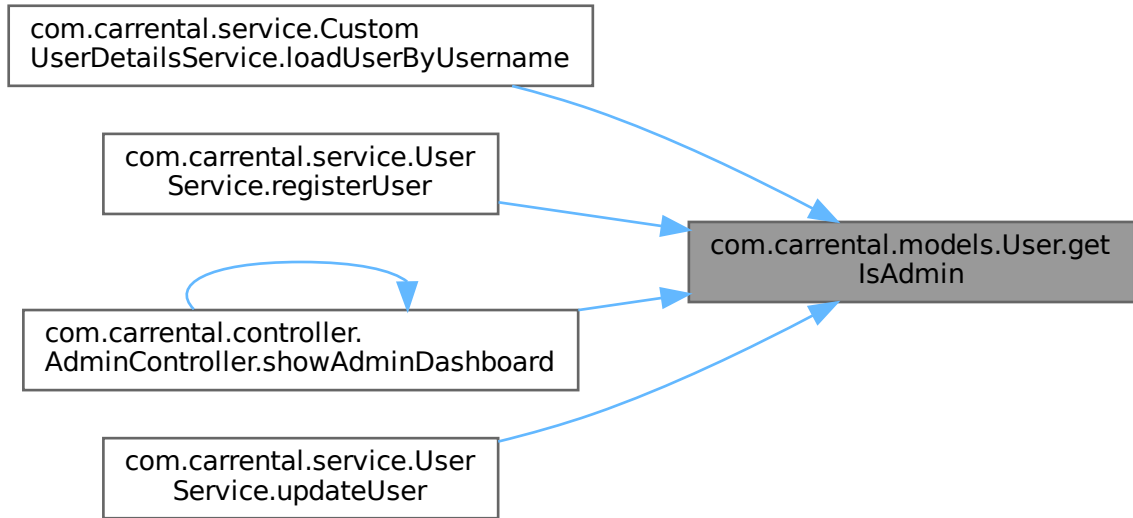 com.carrental.service.Custom
UserDetailsService.loadUserByUsername
com.carrental.service.User
Service.registerUser
com.carrental.models.User.get
IsAdmin
com.carrental.controller.
AdminController.showAdminDashboard
com.carrental.service.User
Service.updateUser